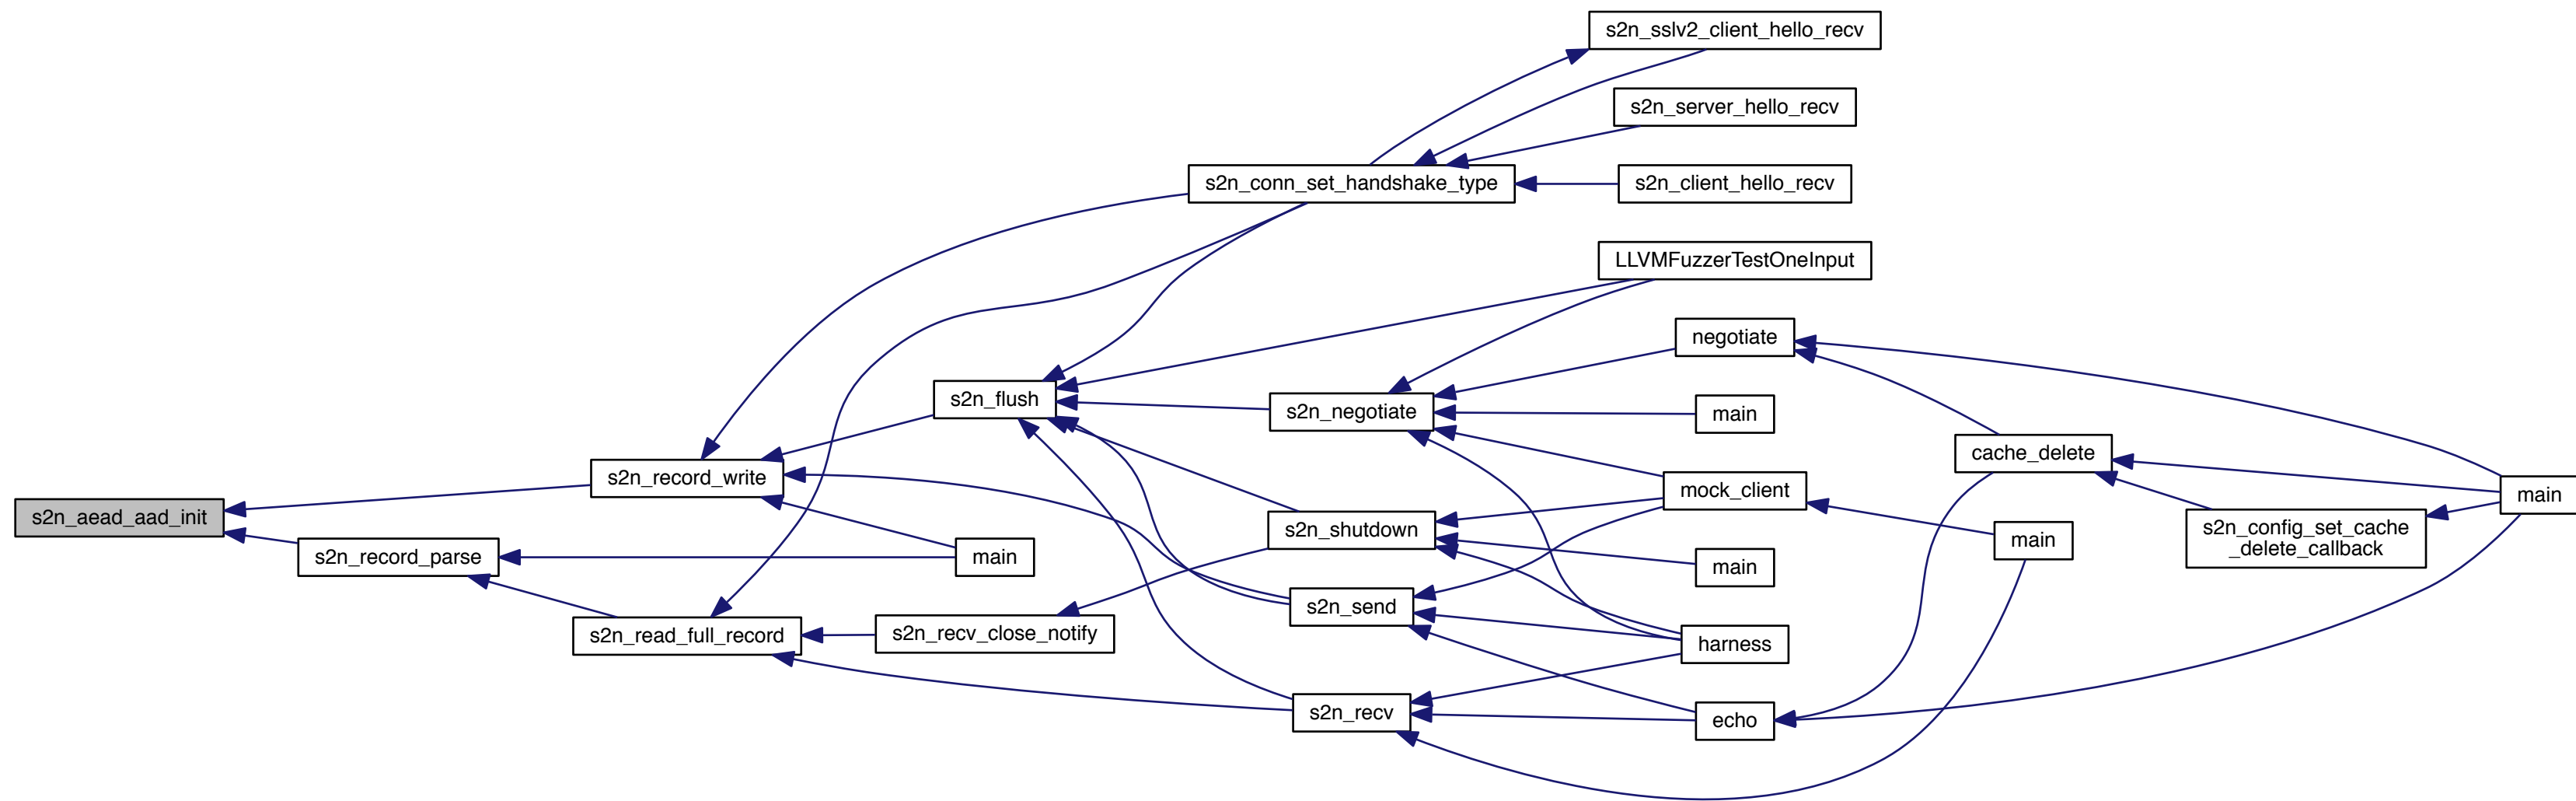 s2n_sslv2_client_hello_recv
s2n_server_hello_recv
s2n_conn_set_handshake_type
s2n_client_hello_recv
LLVMFuzzerTestOneInput
negotiate
s2n_flush
s2n_negotiate
main
cache_delete
s2n_record_write
mock_client
main
s2n_aead_aad_init
s2n_shutdown
main
s2n_config_set_cache
_delete_callback
s2n_record_parse
main
main
s2n_send
s2n_read_full_record
s2n_recv_close_notify
harness
s2n_recv
echo